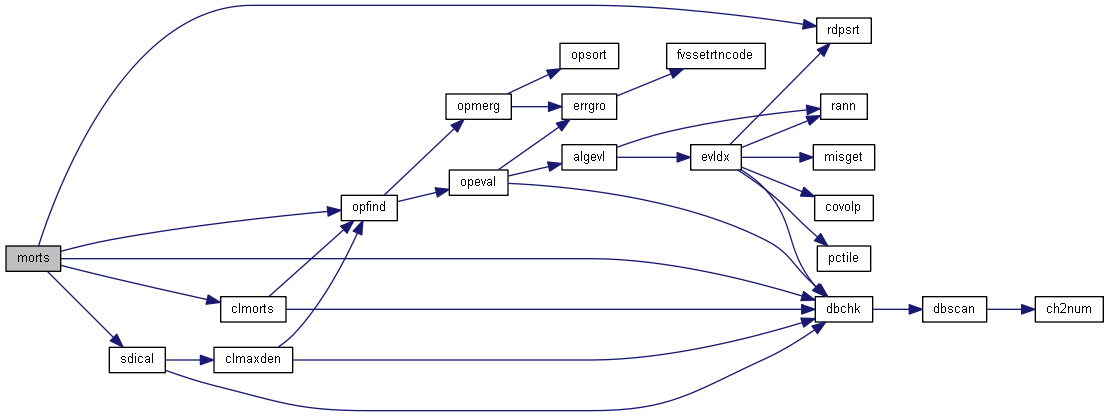 rdpsrt
opsort
fvssetrtncode
opmerg
errgro
rann
algevl
evldx
misget
opeval
opfind
covolp
morts
pctile
clmorts
dbchk
dbscan
ch2num
sdical
clmaxden